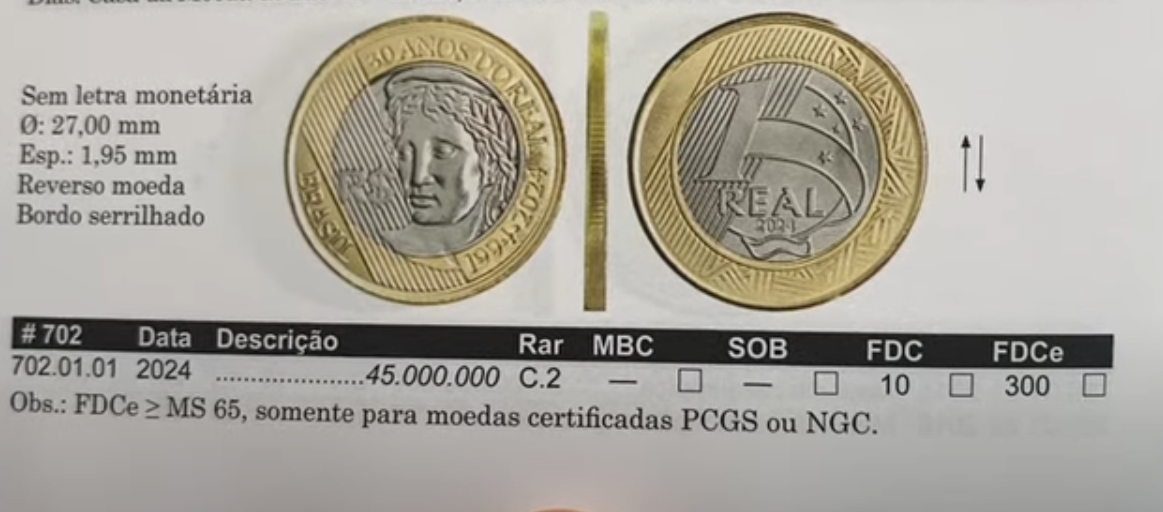 Sem letra monetária
Ø: 27,00 mm
Esp.: 1,95 mm
Reverso moeda
Bordo serrilhado
30 ANOS DO REAL
1994-2024
1
REAL
2024
# 702 Data Descrição Rar MBC SOB FDC FDCe
702.01.01 2024 .....................45.000.000 C.2 — □ — □ 10 □ 300 □
Obs.: FDCe ≥ MS 65, somente para moedas certificadas PCGS ou NGC.